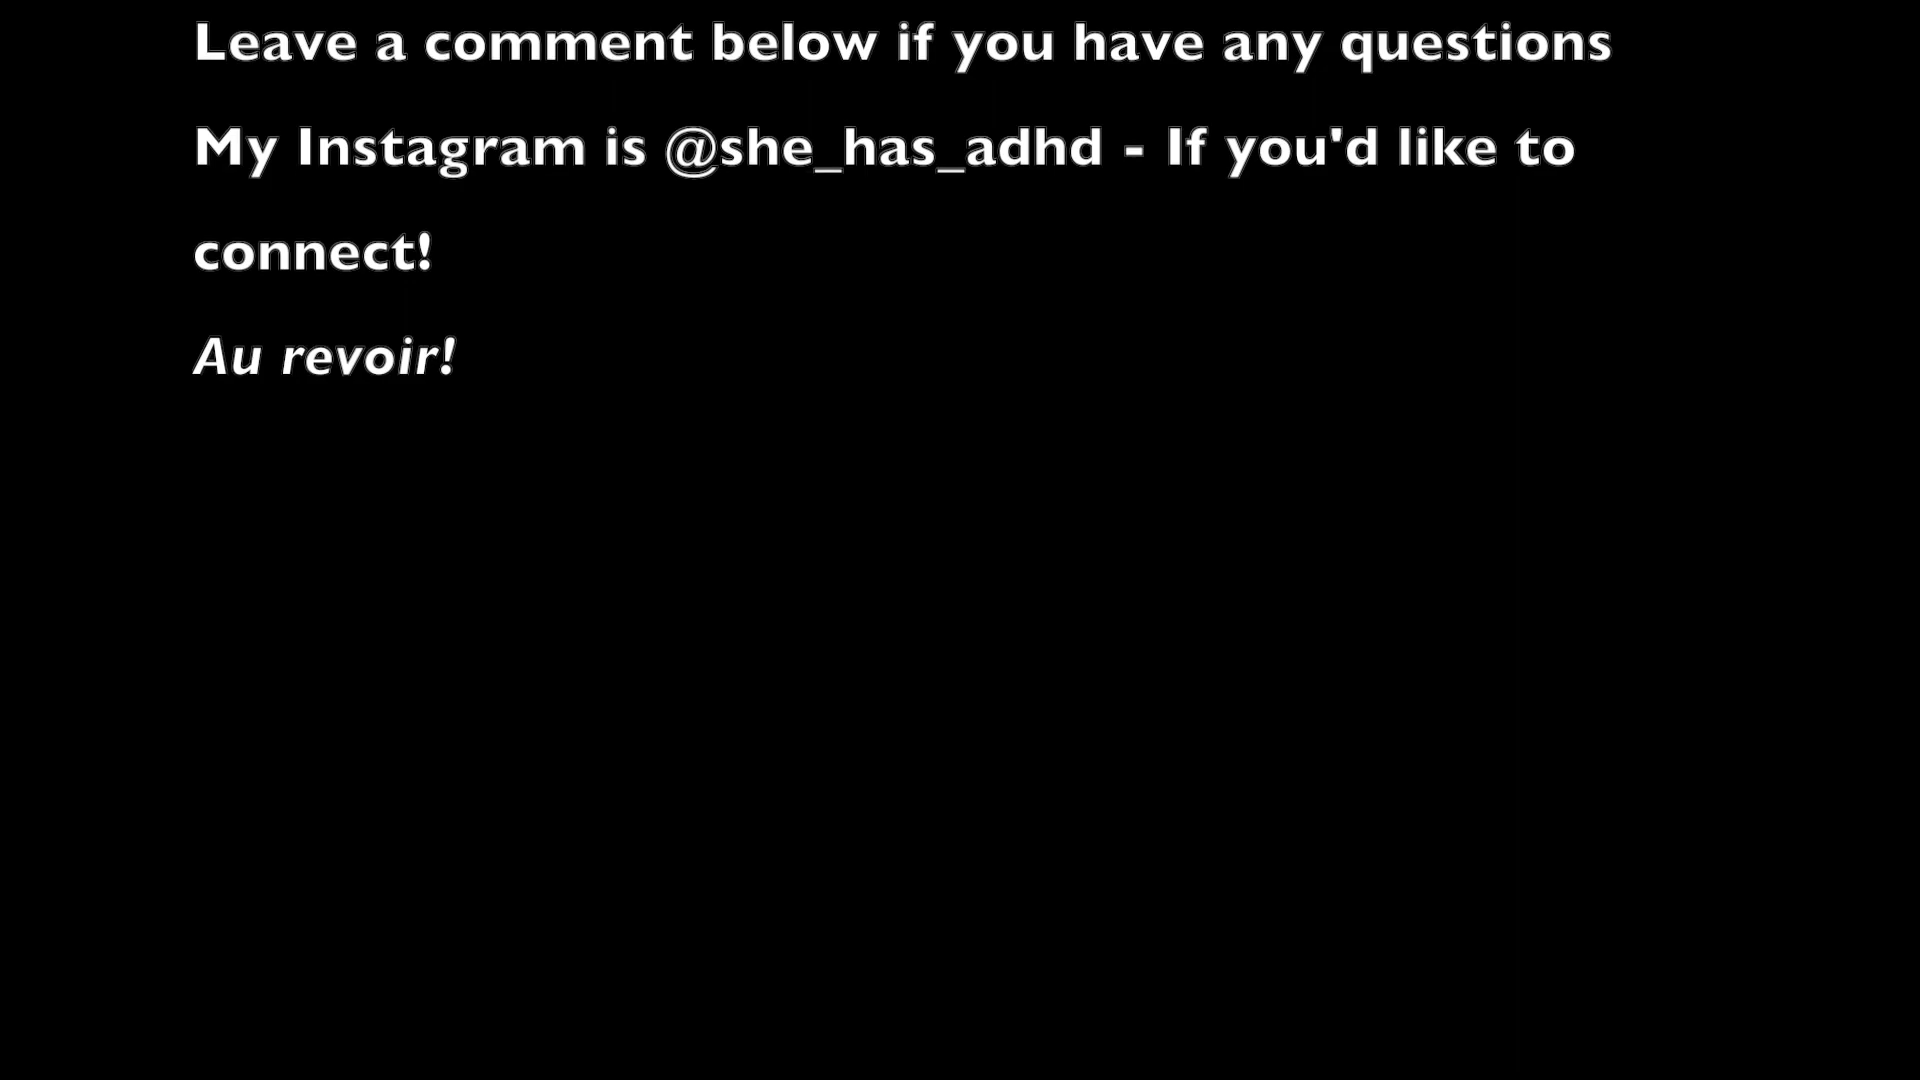 Leave a comment below if you have any questions
My Instagram is @she_has_adhd - If you'd like to
connect!
Au revoir!